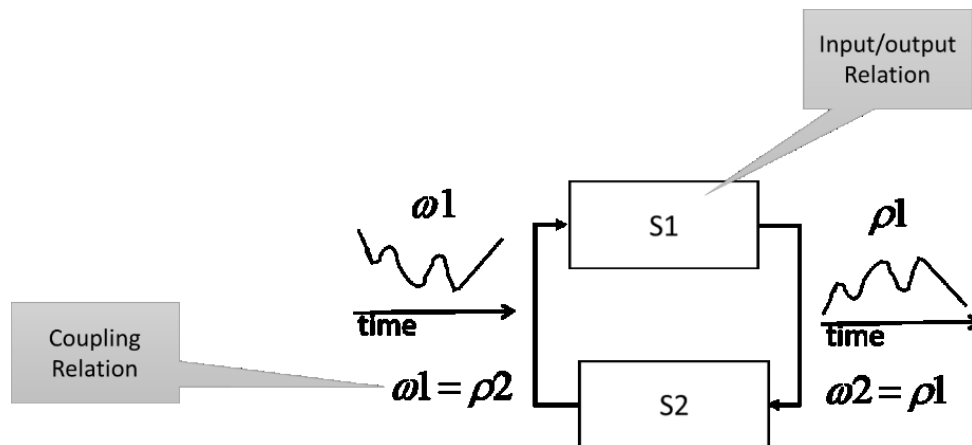 Input/output
Relation
ω1
S1
ρ1
time
time
Coupling
Relation
ω1 = ρ2
S2
ω2 = ρ1